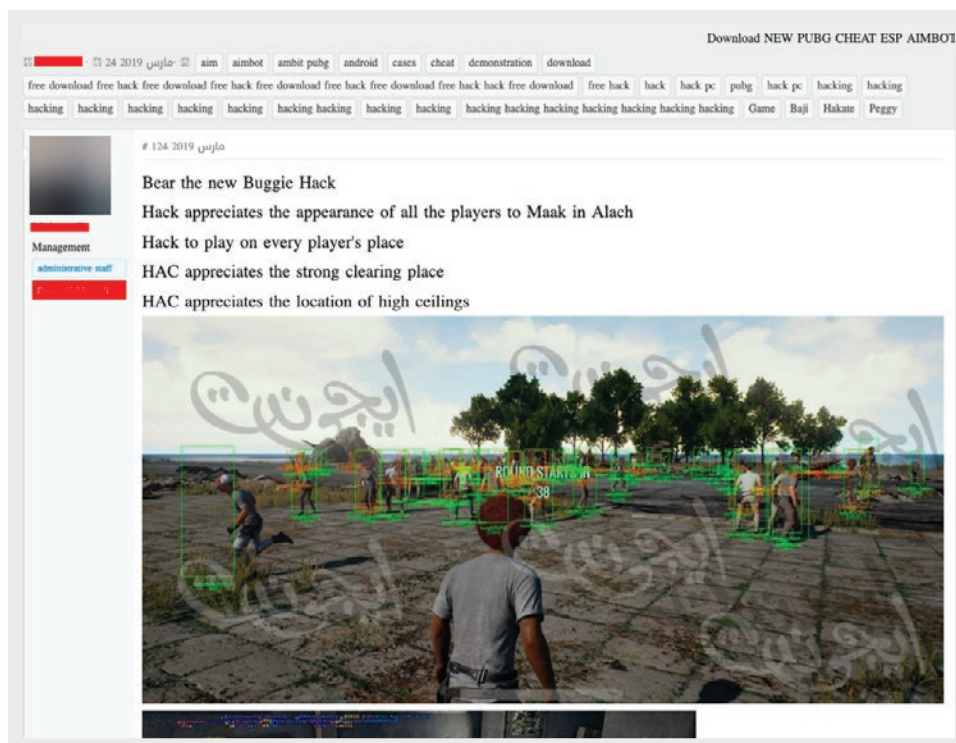 Download NEW PUBG CHEAT ESP AIMBOT
24 مارس 2019 aim aimbot ambit pubg android cases cheat demonstration download
free download free hack free download free hack free download free hack free download free hack hack free download free hack hack hack pc pubg hack pc hacking hacking
hacking hacking hacking hacking hacking hacking hacking hacking hacking hacking hacking hacking hacking hacking hacking hacking Game Baji Hakate Peggy
# 124 مارس 2019
Bear the new Buggie Hack
Hack appreciates the appearance of all the players to Maak in Alach
Management
Hack to play on every player's place
administrative staff
HAC appreciates the strong clearing place
HAC appreciates the location of high ceilings
ROUND STARTS IN
38